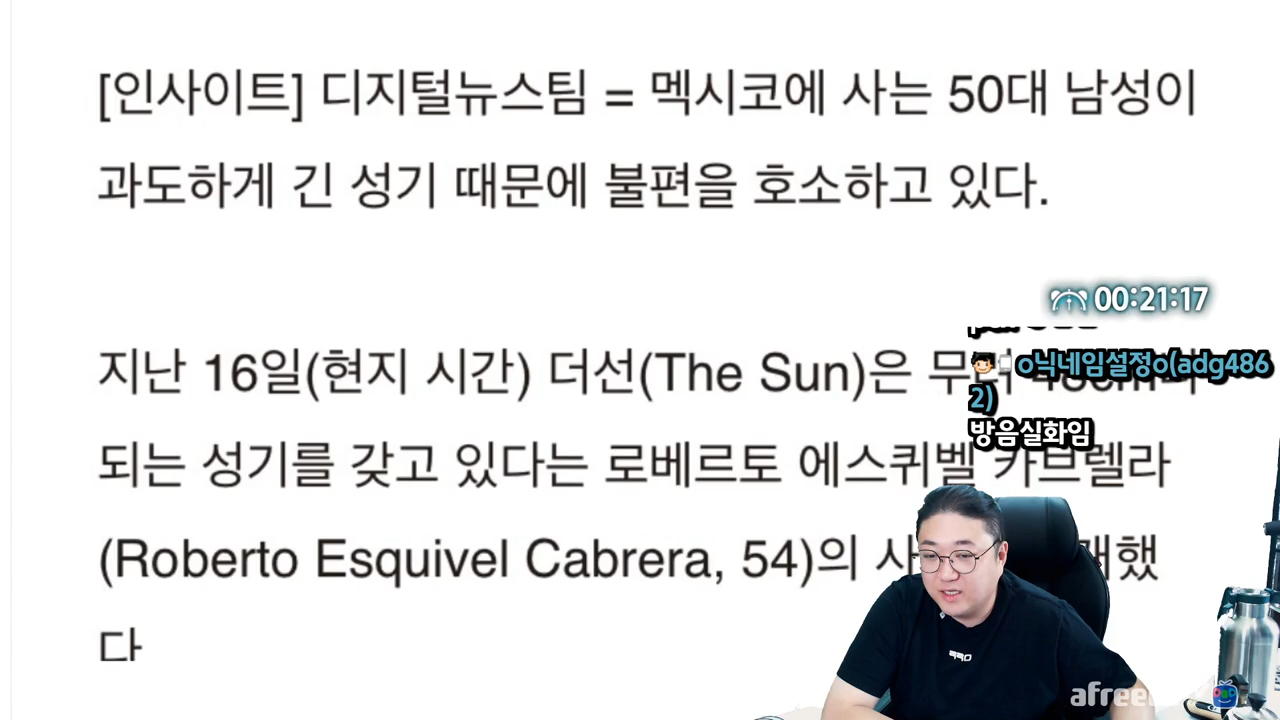 [인사이트] 디지털뉴스팀 = 멕시코에 사는 50대 남성이
과도하게 긴 성기 때문에 불편을 호소하고 있다.
00:21:17
지난 16일(현지 시간) 더선(The Sun)은
o닉네임설정o(adg486
2)
방음실화임
되는 성기를 갖고 있다는 로베르토 에스퀴벨 카브렐라
(Roberto Esquivel Cabrera, 54)의
다